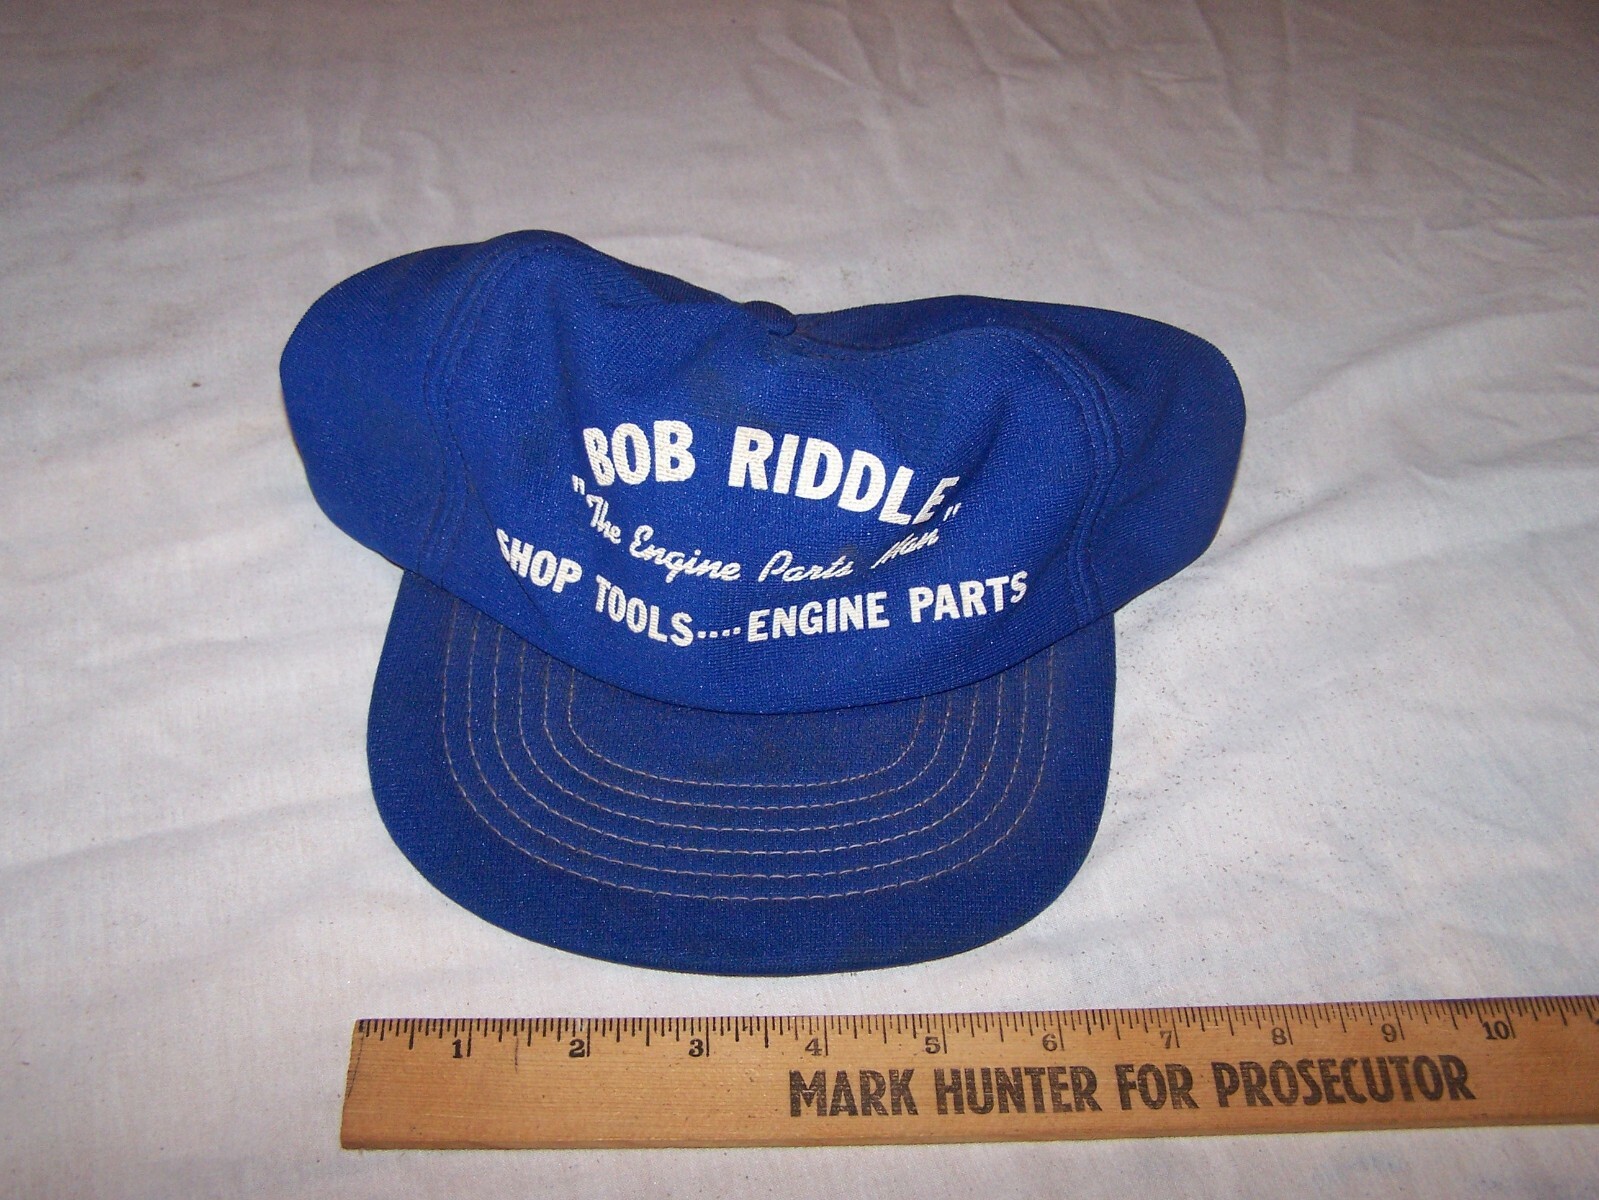 BOB RIDDLE
"The Engine Parts Man"
SHOP TOOLS....ENGINE PARTS
1 2 3 4 5 6 7 8 9 10
MARK HUNTER FOR PROSECUTOR